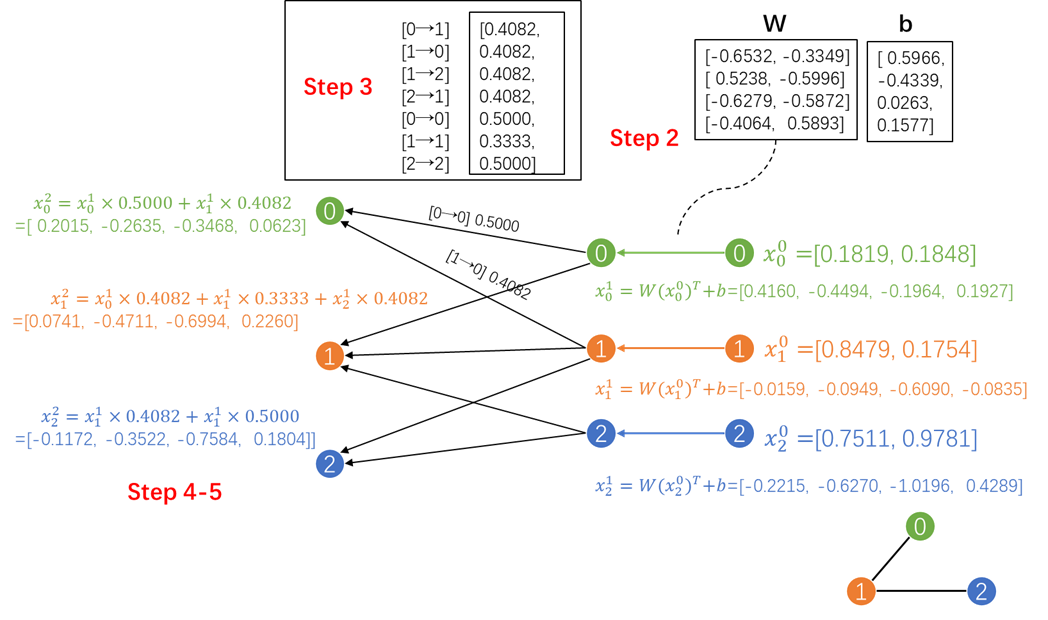 W
b
[0→1] [0.4082,
[1→0] 0.4082,
[1→2] 0.4082,
[2→1] 0.4082,
[0→0] 0.5000,
[1→1] 0.3333,
[2→2] 0.5000]
Step 3
[-0.6532, -0.3349]
[ 0.5238, -0.5996]
[-0.6279, -0.5872]
[-0.4064, 0.5893]
[ 0.5966,
-0.4339,
0.0263,
0.1577]
Step 2
x_0^2 = x_0^1 × 0.5000 + x_1^1 × 0.4082
=[ 0.2015, -0.2635, -0.3468, 0.0623]
0
[0→0] 0.5000
[1→0] 0.4082
0
0
x_0^0 =[0.1819, 0.1848]
x_0^1 = W(x_0^0)^T+b=[0.4160, -0.4494, -0.1964, 0.1927]
x_1^2 = x_0^1 × 0.4082 + x_1^1 × 0.3333 + x_2^1 × 0.4082
=[0.0741, -0.4711, -0.6994, 0.2260]
1
1
1
x_1^0 =[0.8479, 0.1754]
x_1^1 = W(x_1^0)^T+b=[-0.0159, -0.0949, -0.6090, -0.0835]
x_2^2 = x_1^1 × 0.4082 + x_1^1 × 0.5000
=[-0.1172, -0.3522, -0.7584, 0.1804]]
2
2
2
x_2^0 =[0.7511, 0.9781]
x_2^1 = W(x_2^0)^T+b=[-0.2215, -0.6270, -1.0196, 0.4289]
Step 4-5
0
1
2